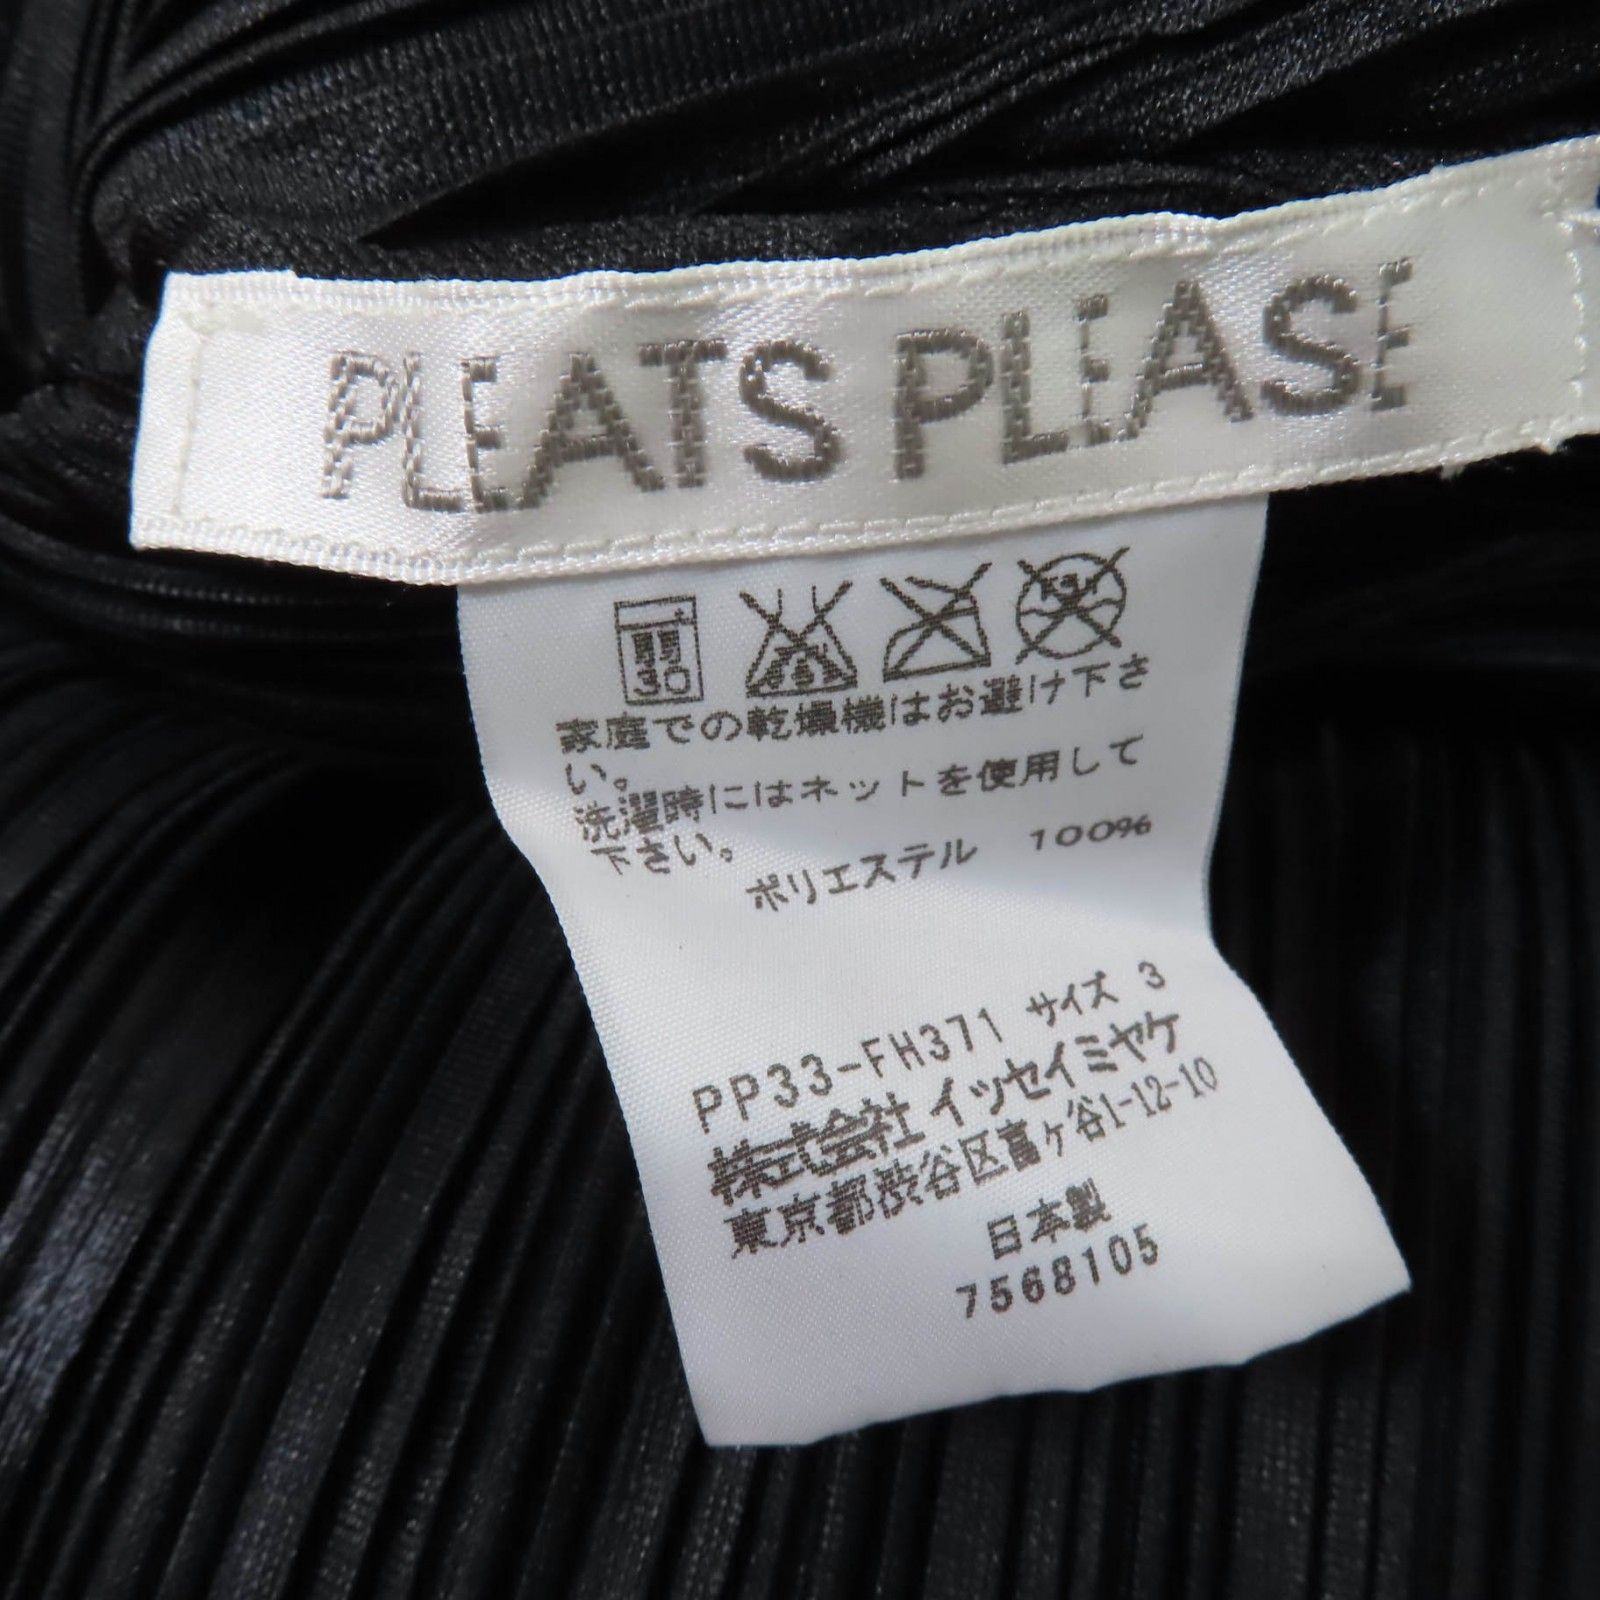 PLEATS PLEASE
弱
30
家庭での乾燥機はお避け下さ
い。
洗濯時にはネットを使用して
下さい。
ポリエステル 100%
PP33-FH371 サイズ 3
株式会社 イッセイミヤケ
東京都渋谷区富ヶ谷1-12-10
日本製
7568105